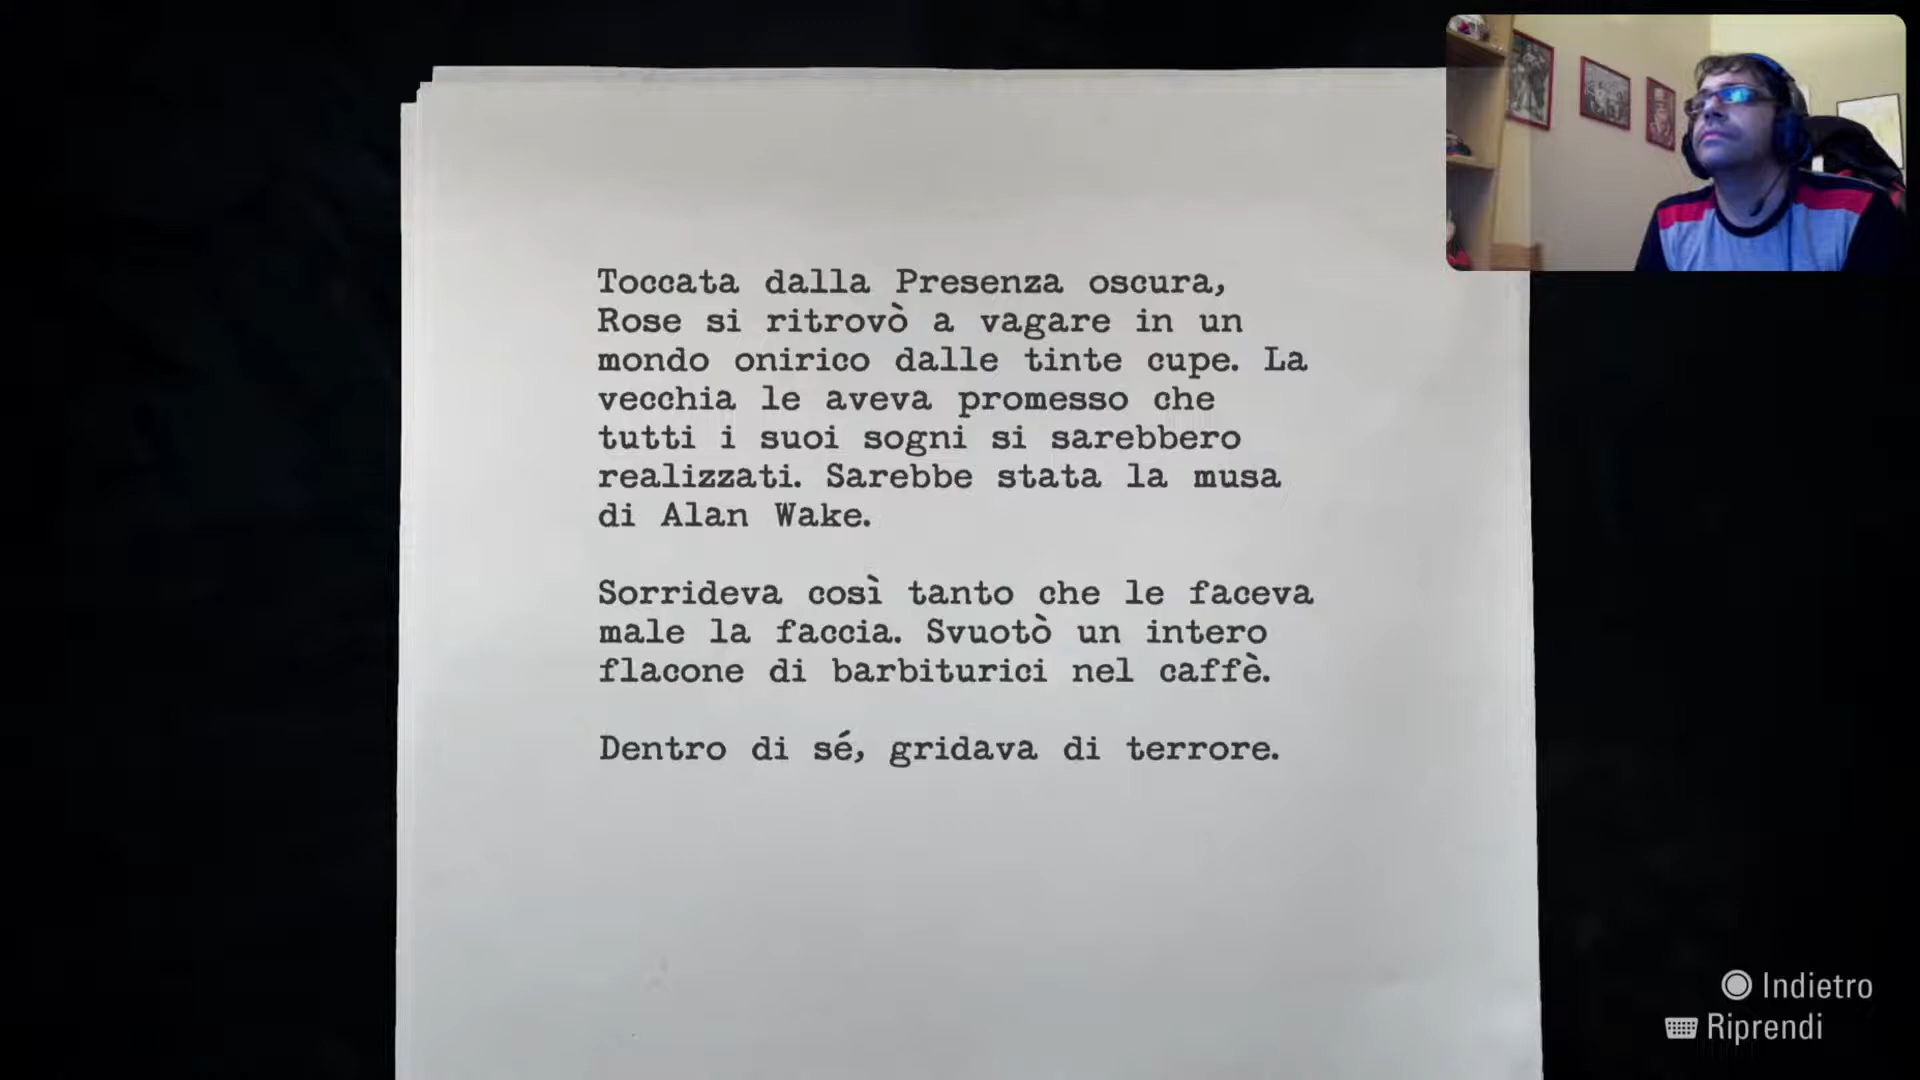 Toccata dalla Presenza oscura,
Rose si ritrovò a vagare in un
mondo onirico dalle tinte cupe. La
vecchia le aveva promesso che
tutti i suoi sogni si sarebbero
realizzati. Sarebbe stata la musa
di Alan Wake.
Sorrideva così tanto che le faceva
male la faccia. Svuotò un intero
flacone di barbiturici nel caffè.
Dentro di sé, gridava di terrore.
Indietro
Riprendi